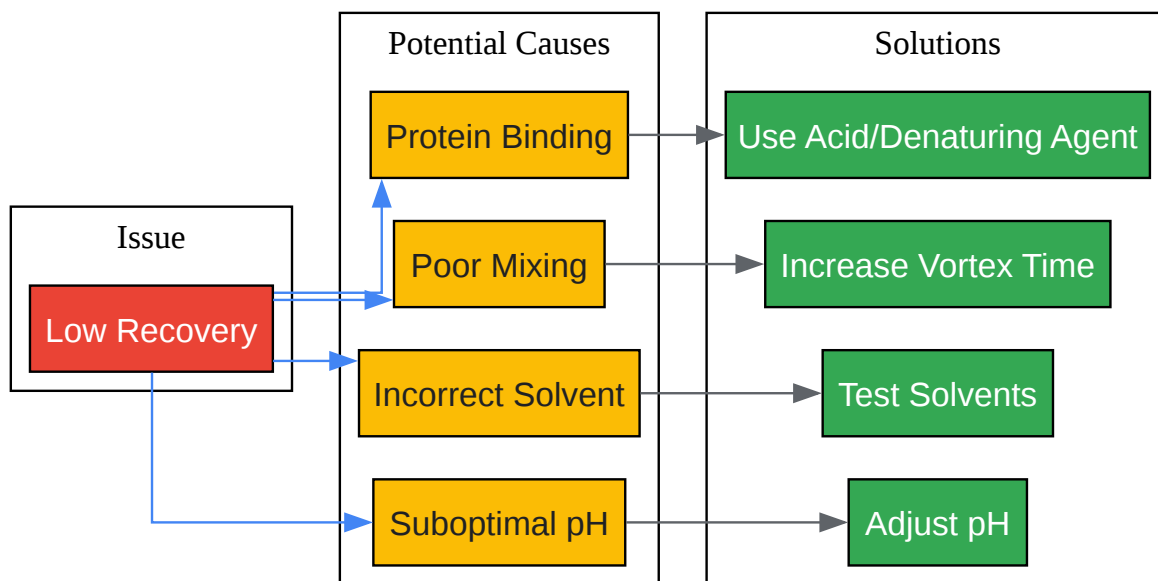 Potential Causes
Solutions
Protein Binding
Use Acid/Denaturing Agent
Issue
Poor Mixing
Increase Vortex Time
Low Recovery
Incorrect Solvent
Test Solvents
Suboptimal pH
Adjust pH